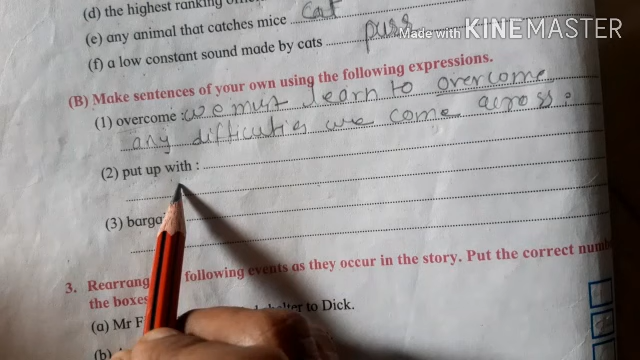 (d) the highest ranking
(e) any animal that catches mice cat
(f) a low constant sound made by cats purr
Made with KINEMASTER
(B) Make sentences of your own using the following expressions.
(1) overcome : we must learn to overcome
any difficulties we come across.
(2) put up with :
(3) barga
3. Rearrang following events as they occur in the story. Put the correct numb
the boxes
(a) Mr F to Dick.
(b)